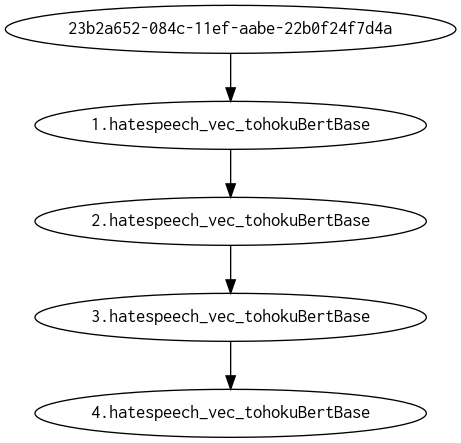 23b2a652-084c-11ef-aabe-22b0f24f7d4a
1.hatespeech_vec_tohokuBertBase
2.hatespeech_vec_tohokuBertBase
3.hatespeech_vec_tohokuBertBase
4.hatespeech_vec_tohokuBertBase